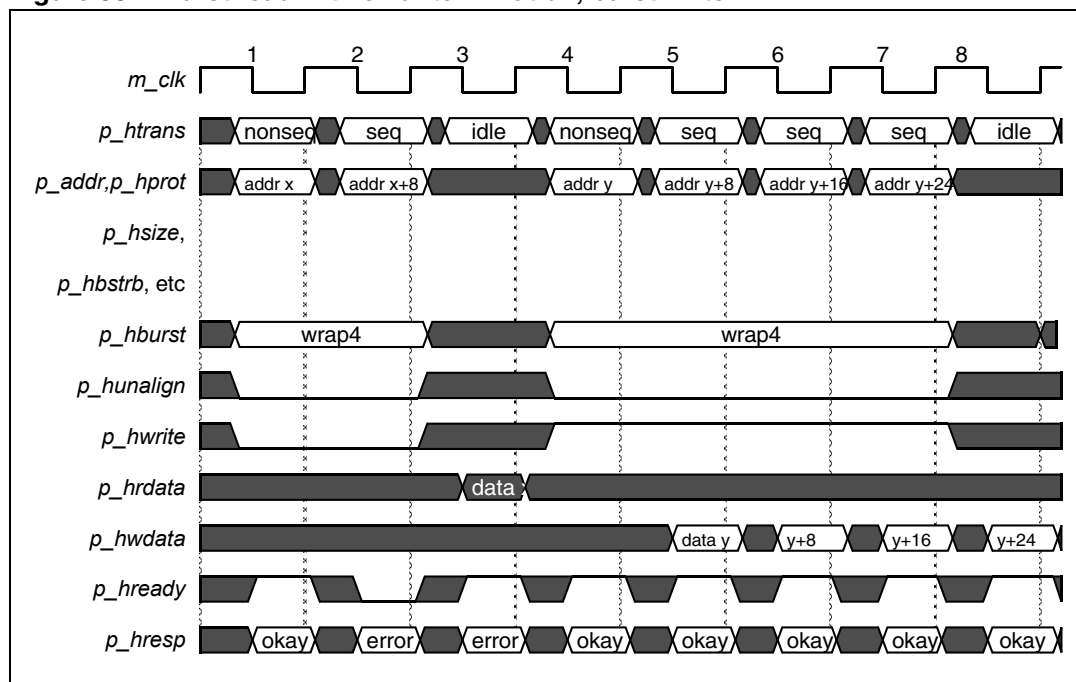 1 2 3 4 5 6 7 8
m_clk
p_htrans nonseq seq idle nonseq seq seq seq idle
p_addr,p_hprot addr x addr x+8 addr y addr y+8 addr y+16 addr y+24
p_hsize,
p_hbstrb, etc
p_hburst wrap4 wrap4
p_hunalign
p_hwrite
p_hrdata data
p_hwdata data y y+8 y+16 y+24
p_hready
p_hresp okay error error okay okay okay okay okay